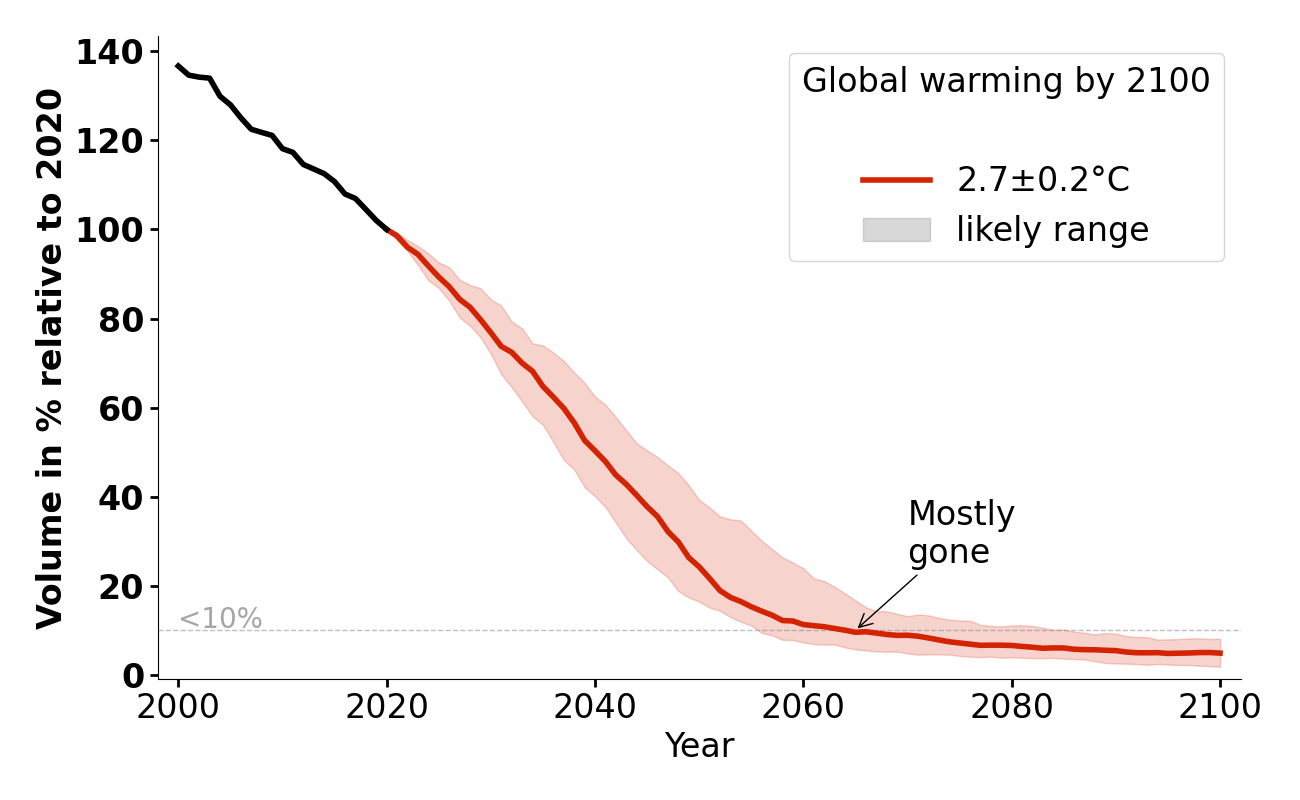 140
120
100
80
60
40
20
0
Volume in % relative to 2020
Global warming by 2100
2.7±0.2°C
likely range
Mostly
gone
<10%
2000 2020 2040 2060 2080 2100
Year